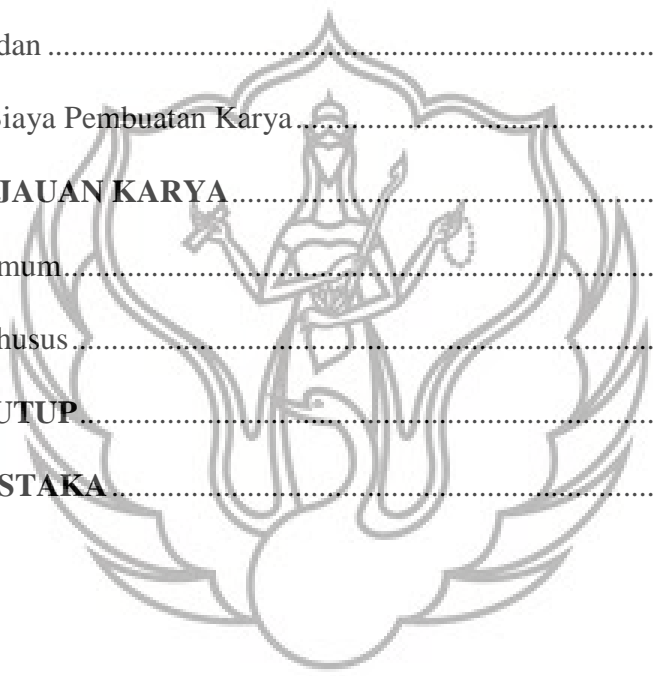 dan ........................................................................
Biaya Pembuatan Karya ..........................................
JAUAN KARYA ....................................................
mum ......................................................................
husus .....................................................................
UTUP .....................................................................
STAKA ..................................................................